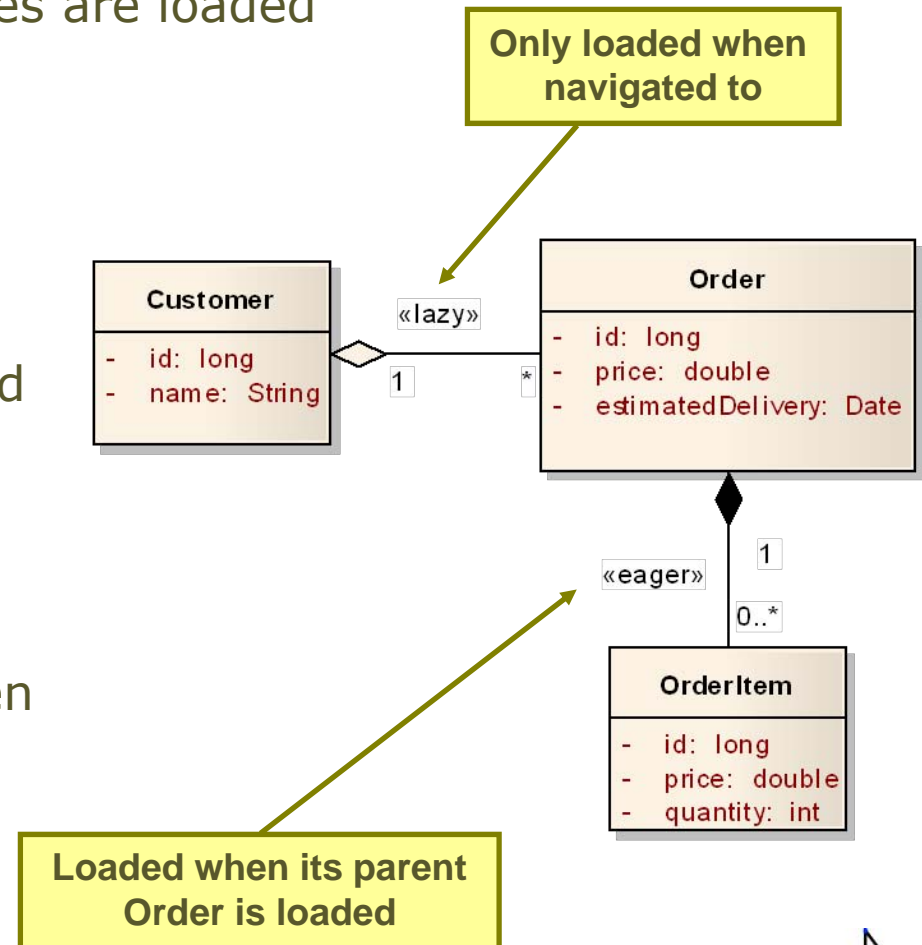 es are loaded
Only loaded when
navigated to
Customer
- id: long
- name: String
«lazy»
1
*
Order
- id: long
- price: double
- estimatedDelivery: Date
d
1
«eager»
0..*
en
OrderItem
- id: long
- price: double
- quantity: int
Loaded when its parent
Order is loaded